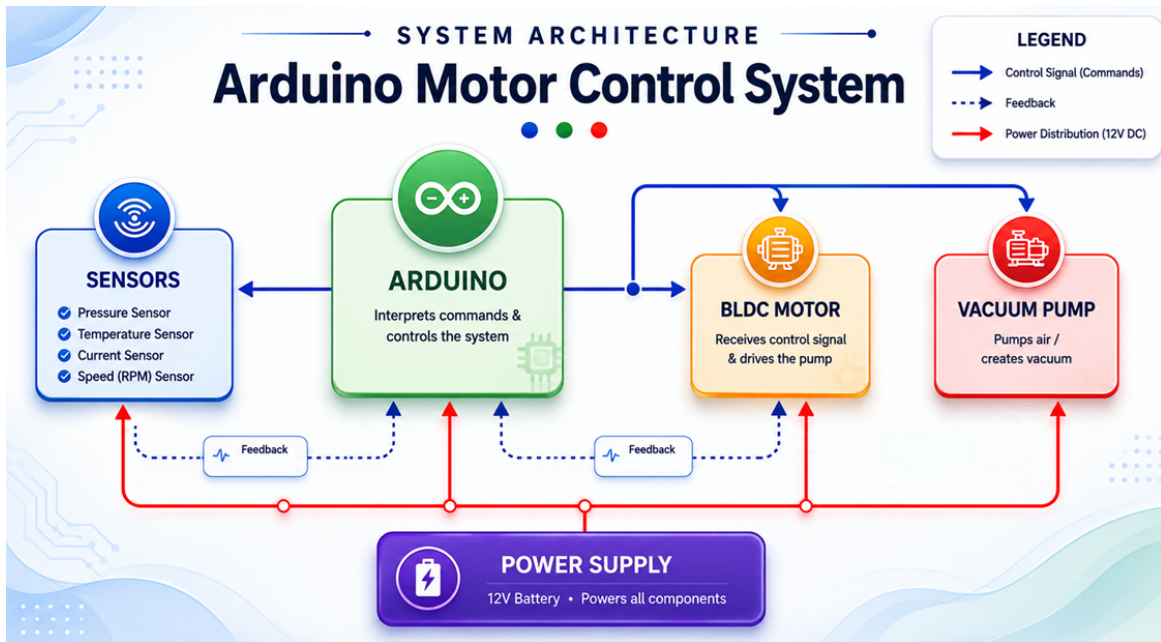 SYSTEM ARCHITECTURE
Arduino Motor Control System
LEGEND
Control Signal (Commands)
Feedback
Power Distribution (12V DC)
SENSORS
Pressure Sensor
Temperature Sensor
Current Sensor
Speed (RPM) Sensor
ARDUINO
Interprets commands &
controls the system
BLDC MOTOR
Receives control signal
& drives the pump
VACUUM PUMP
Pumps air /
creates vacuum
Feedback
Feedback
POWER SUPPLY
12V Battery • Powers all components